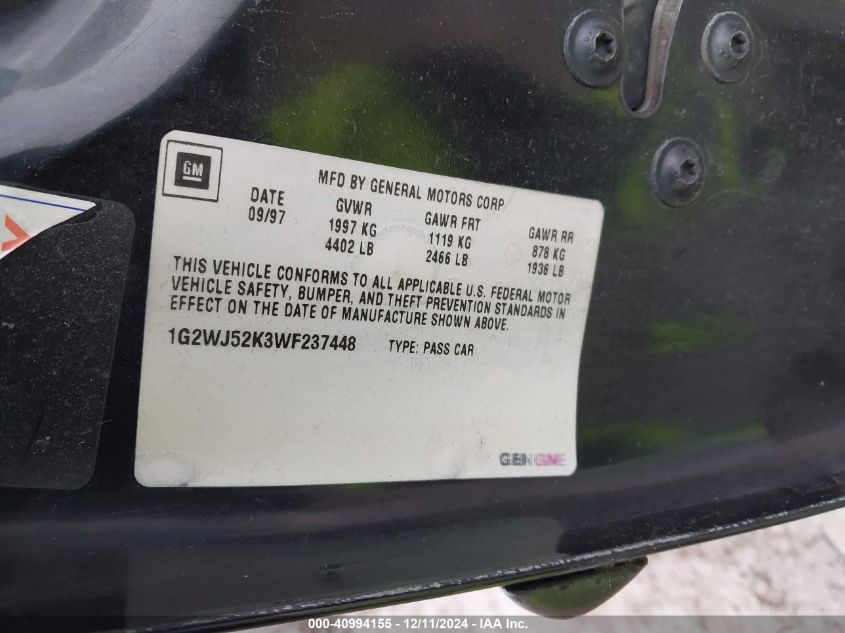 GM
MFD BY GENERAL MOTORS CORP
DATE GVWR GAWR FRT GAWR RR
09/97 1997 KG 1119 KG 878 KG
4402 LB 2466 LB 1936 LB
THIS VEHICLE CONFORMS TO ALL APPLICABLE U.S. FEDERAL MOTOR
VEHICLE SAFETY, BUMPER, AND THEFT PREVENTION STANDARDS IN
EFFECT ON THE DATE OF MANUFACTURE SHOWN ABOVE.
1G2WJ52K3WF237448 TYPE: PASS CAR
000-40994155 - 12/11/2024 - IAA Inc.